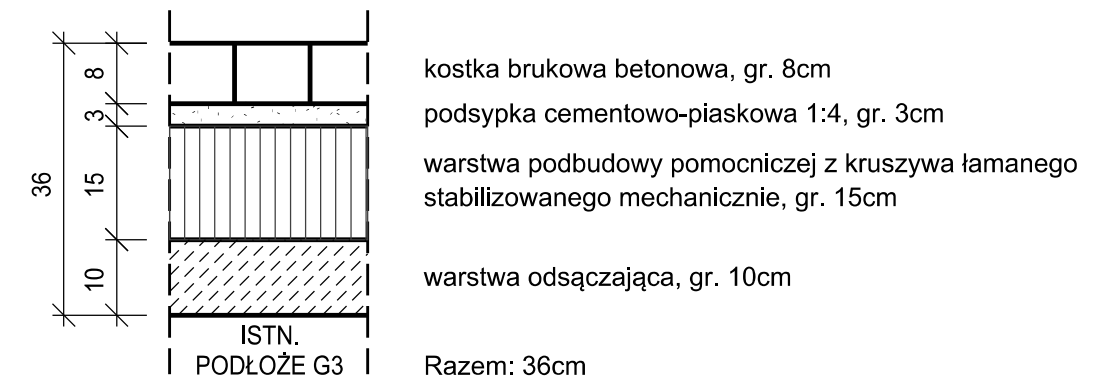 36
8
3
15
10
kostka brukowa betonowa, gr. 8cm
podsypka cementowo-piaskowa 1:4, gr. 3cm
warstwa podbudowy pomocniczej z kruszywa łamanego
stabilizowanego mechanicznie, gr. 15cm
warstwa odsączająca, gr. 10cm
ISTN.
PODŁOŻE G3
Razem: 36cm